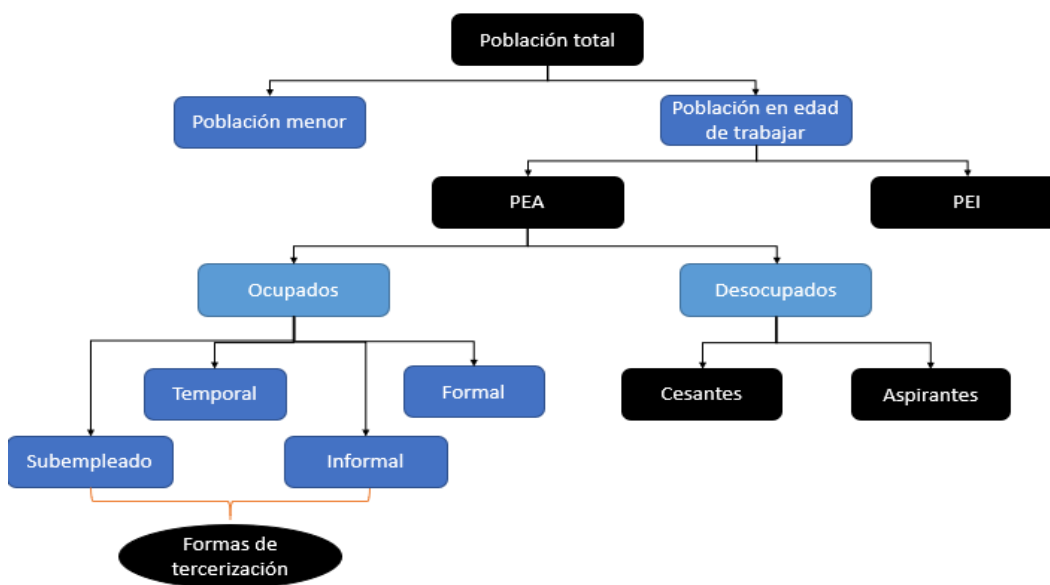 Población total
Población menor
Población en edad
de trabajar
PEA
PEI
Ocupados
Desocupados
Temporal
Formal
Cesantes
Aspirantes
Subempleado
Informal
Formas de
tercerización